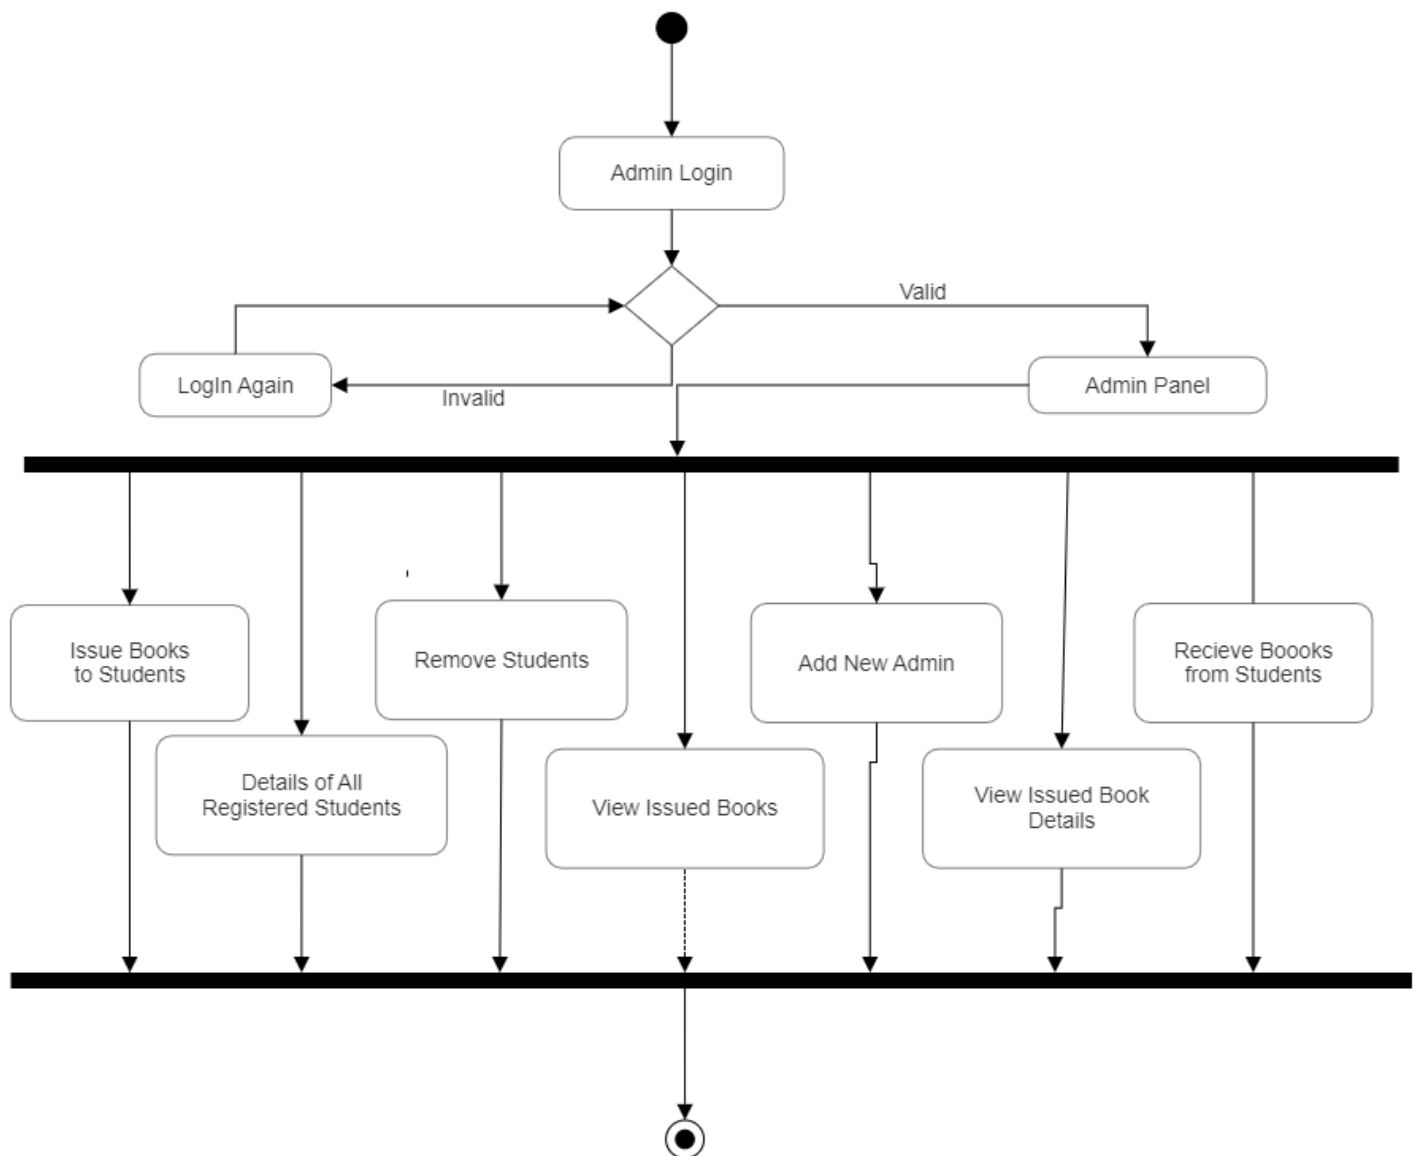 Admin Login
Valid
LogIn Again
Invalid
Admin Panel
Issue Books
to Students
Details of All
Registered Students
Remove Students
View Issued Books
Add New Admin
View Issued Book
Details
Recieve Boooks
from Students